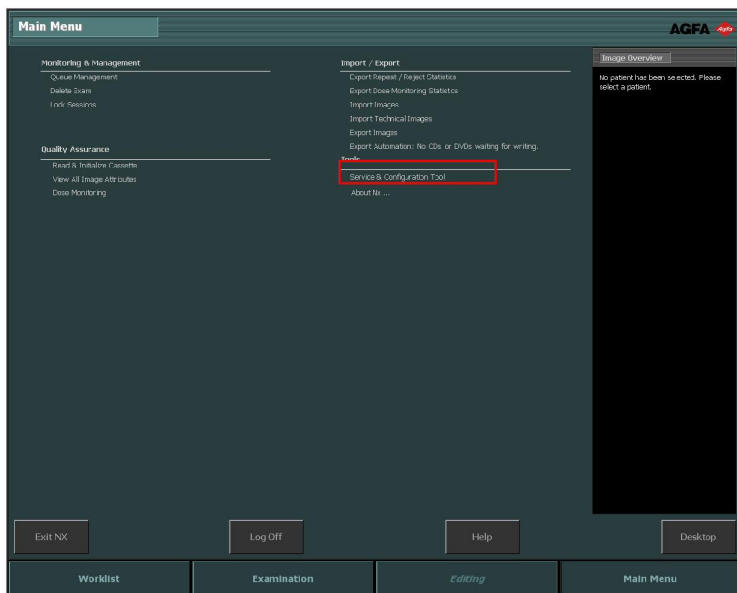 Main Menu
AGFA
Agfa
Monitoring & Management
Queue Management
Delete Exam
Lock Sessions
Quality Assurance
Read & Initialize Cassette
View All Image Attributes
Dose Monitoring
Import / Export
Export Repeat / Reject Statistics
Export Dose Monitoring Statistics
Import Images
Import Technical Images
Export Images
Export Automation: No CDs or DVDs waiting for writing.
Tools
Service & Configuration Tool
About Nx ...
Image Overview
No patient has been selected. Please
select a patient.
Exit NX
Log Off
Help
Desktop
Worklist
Examination
Editing
Main Menu